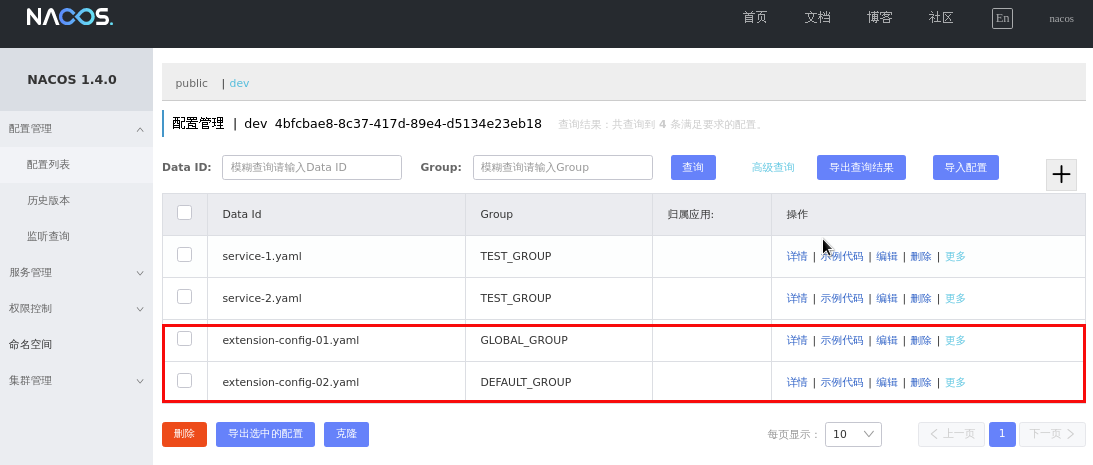 NACOS.
首页 文档 博客 社区 En nacos
NACOS 1.4.0
配置管理
配置列表
历史版本
监听查询
服务管理
权限控制
命名空间
集群管理
public | dev
配置管理 | dev 4bfcbae8-8c37-417d-89e4-d5134e23eb18 查询结果：共查询到 4 条满足要求的配置。
Data ID: 模糊查询请输入Data ID Group: 模糊查询请输入Group 查询 高级查询 导出查询结果 导入配置 +
Data Id Group 归属应用: 操作
service-1.yaml TEST_GROUP 详情 | 示例代码 | 编辑 | 删除 | 更多
service-2.yaml TEST_GROUP 详情 | 示例代码 | 编辑 | 删除 | 更多
extension-config-01.yaml GLOBAL_GROUP 详情 | 示例代码 | 编辑 | 删除 | 更多
extension-config-02.yaml DEFAULT_GROUP 详情 | 示例代码 | 编辑 | 删除 | 更多
删除 导出选中的配置 克隆 每页显示： 10 上一页 1 下一页